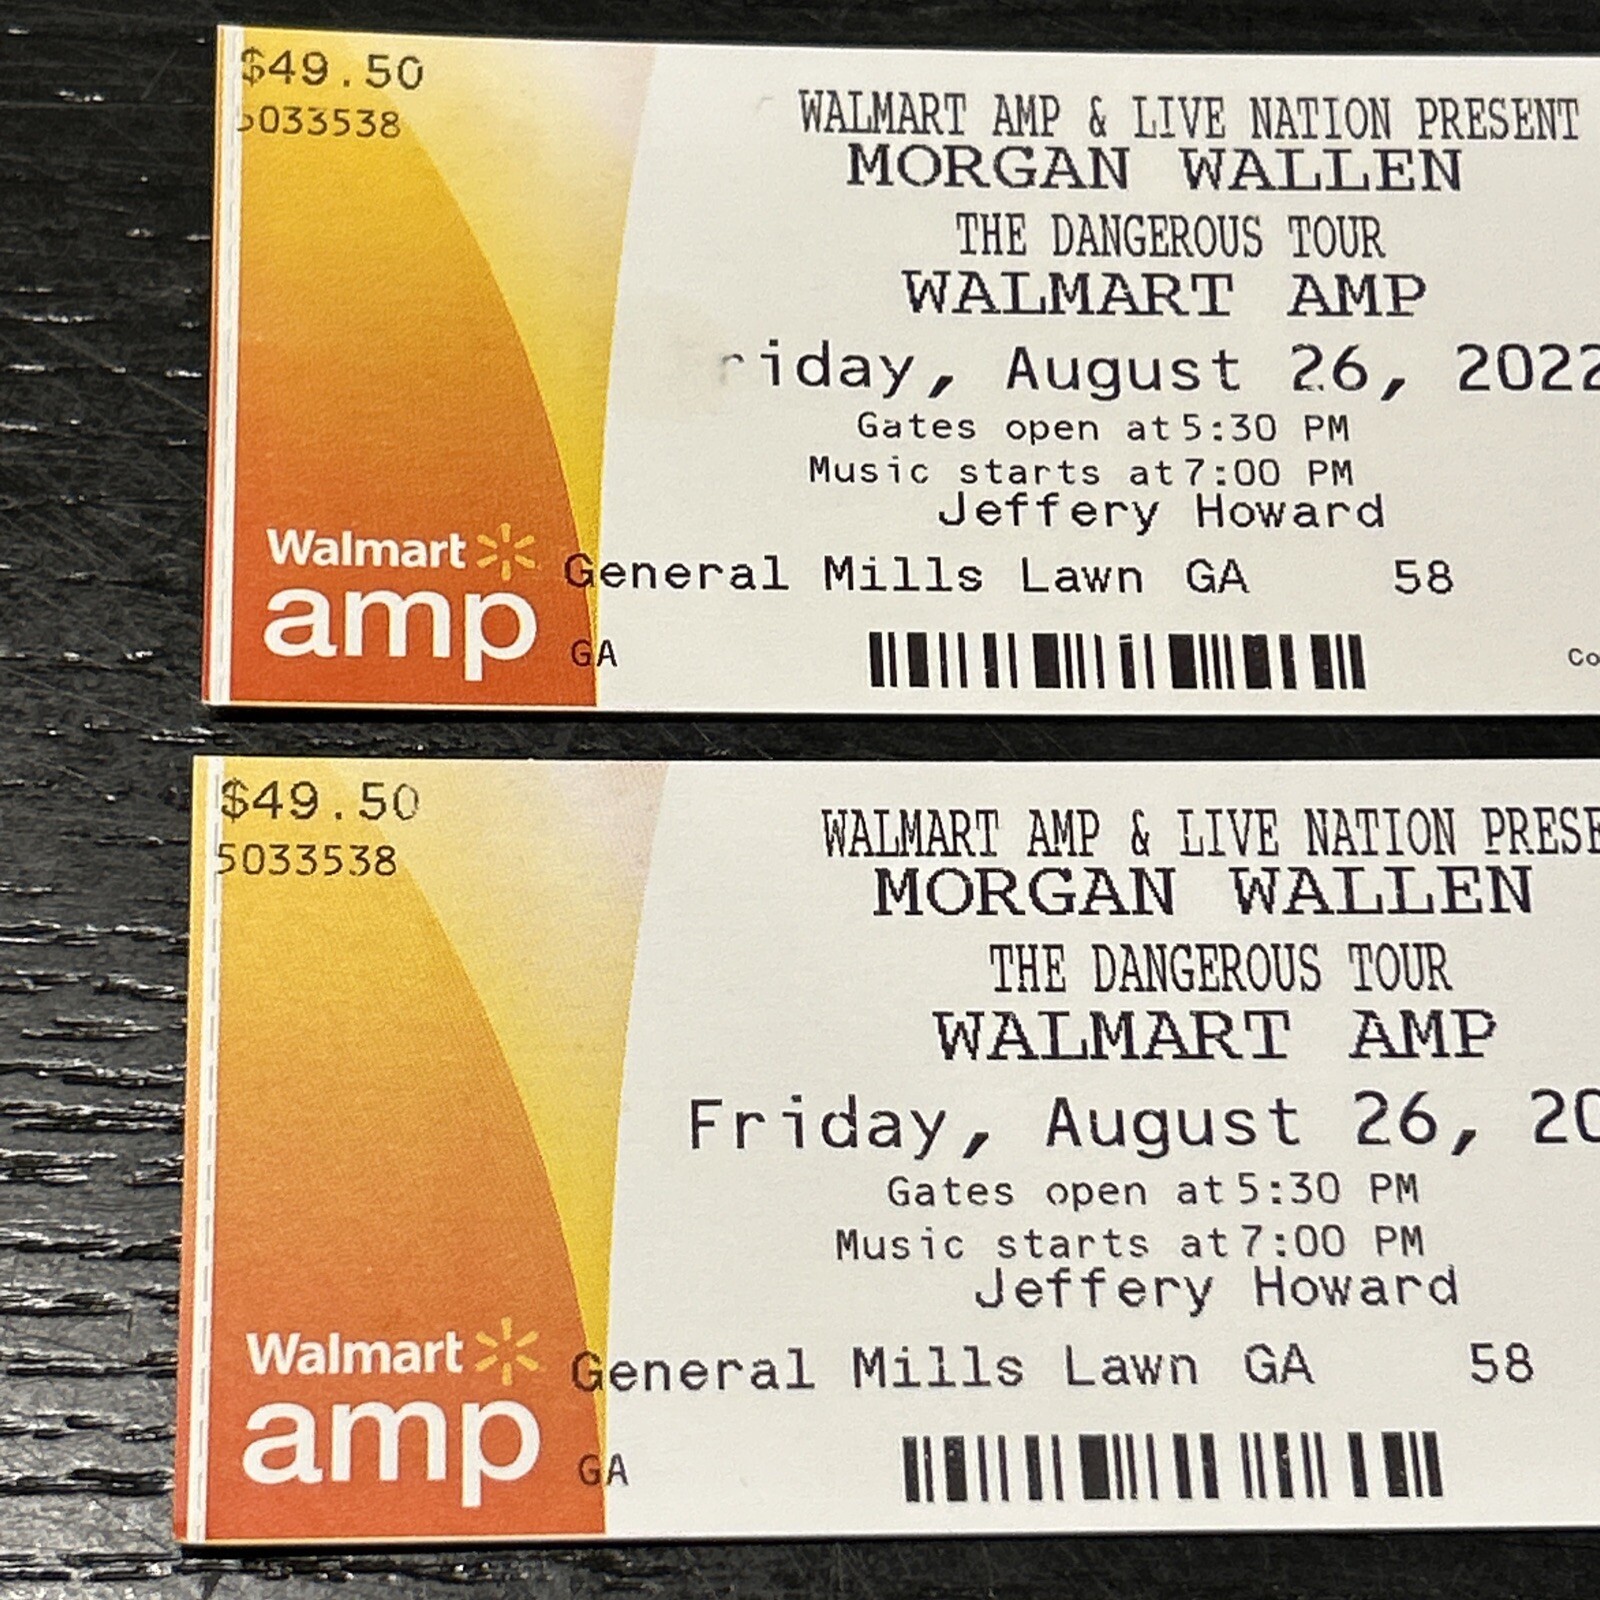 $49.50
5033538
WALMART AMP & LIVE NATION PRESENT
MORGAN WALLEN
THE DANGEROUS TOUR
WALMART AMP
riday, August 26, 2022
Gates open at 5:30 PM
Music starts at 7:00 PM
Jeffery Howard
General Mills Lawn GA 58
GA
Walmart
amp
Co
$49.50
5033538
WALMART AMP & LIVE NATION PRESE
MORGAN WALLEN
THE DANGEROUS TOUR
WALMART AMP
Friday, August 26, 20
Gates open at 5:30 PM
Music starts at 7:00 PM
Jeffery Howard
General Mills Lawn GA 58
GA
Walmart
amp